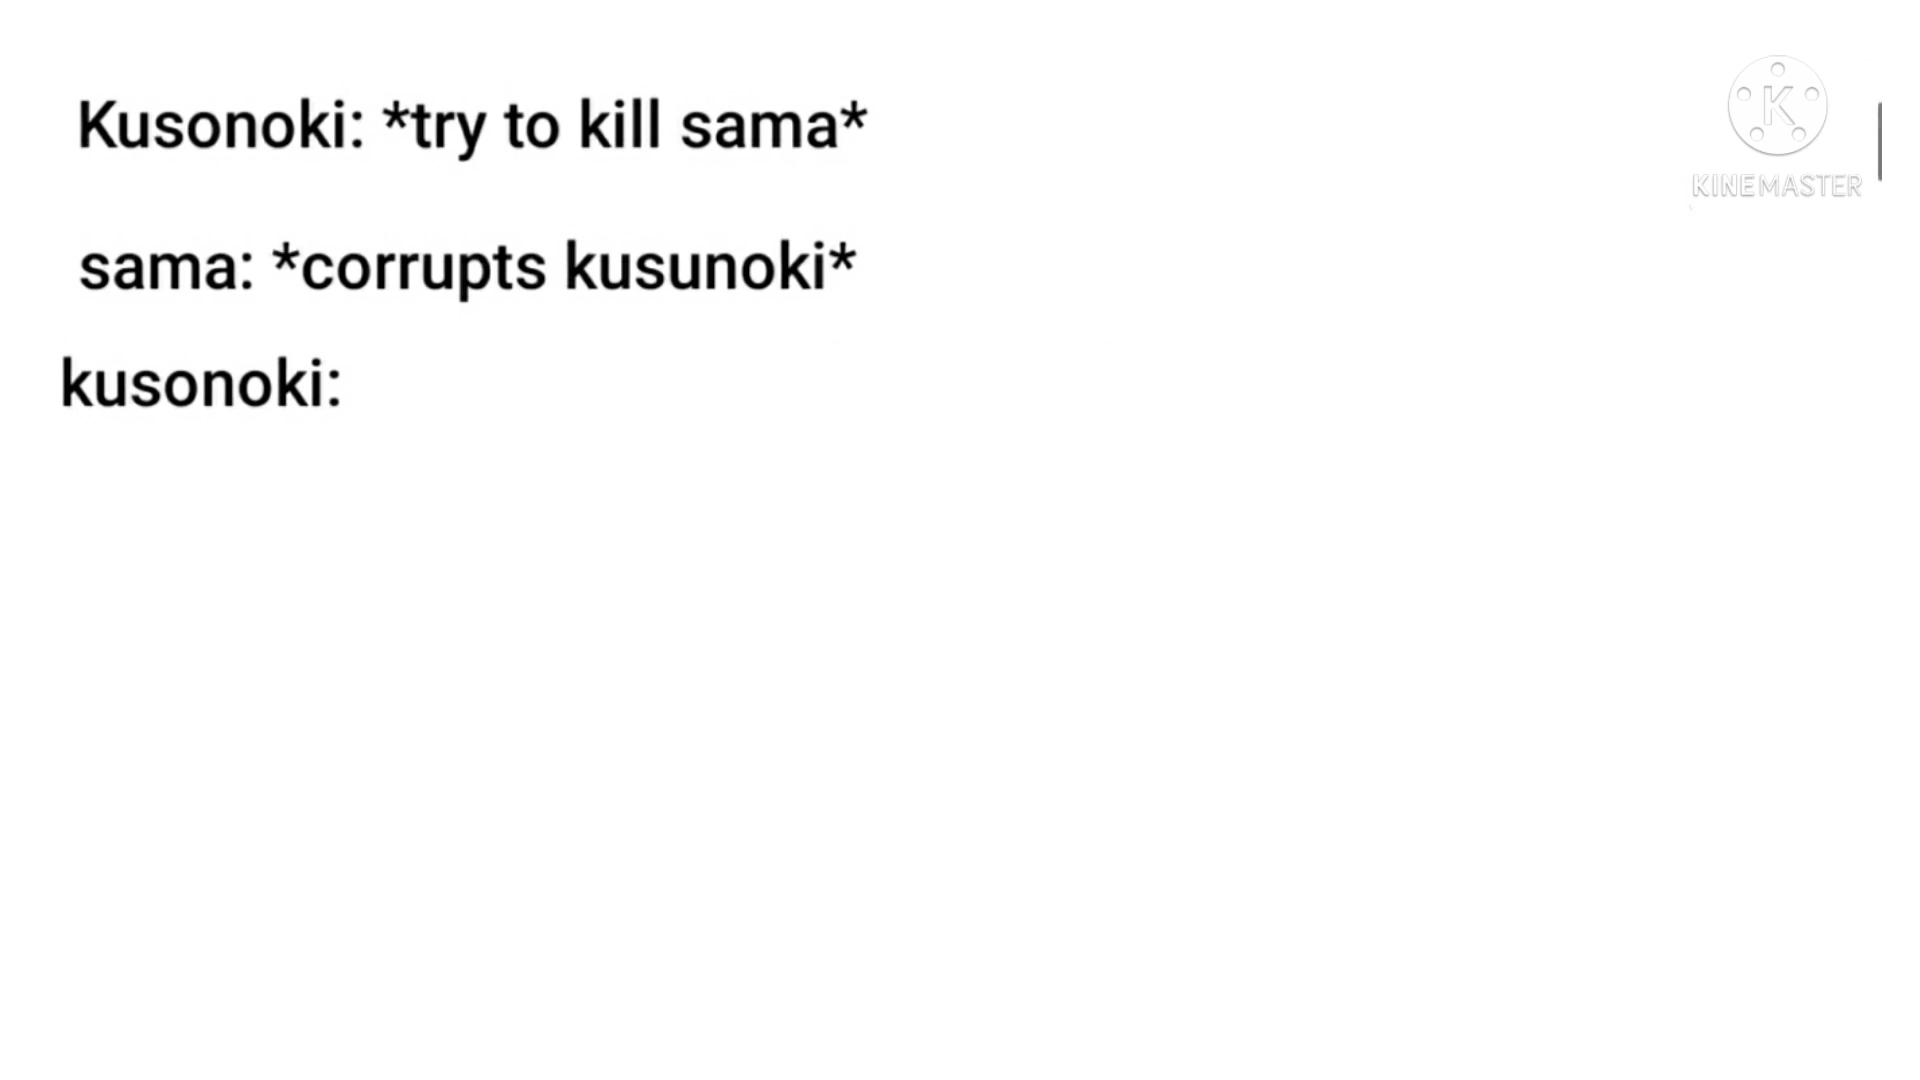 Kusonoki: *try to kill sama*
K
KINEMASTER
sama: *corrupts kusunoki*
kusonoki: